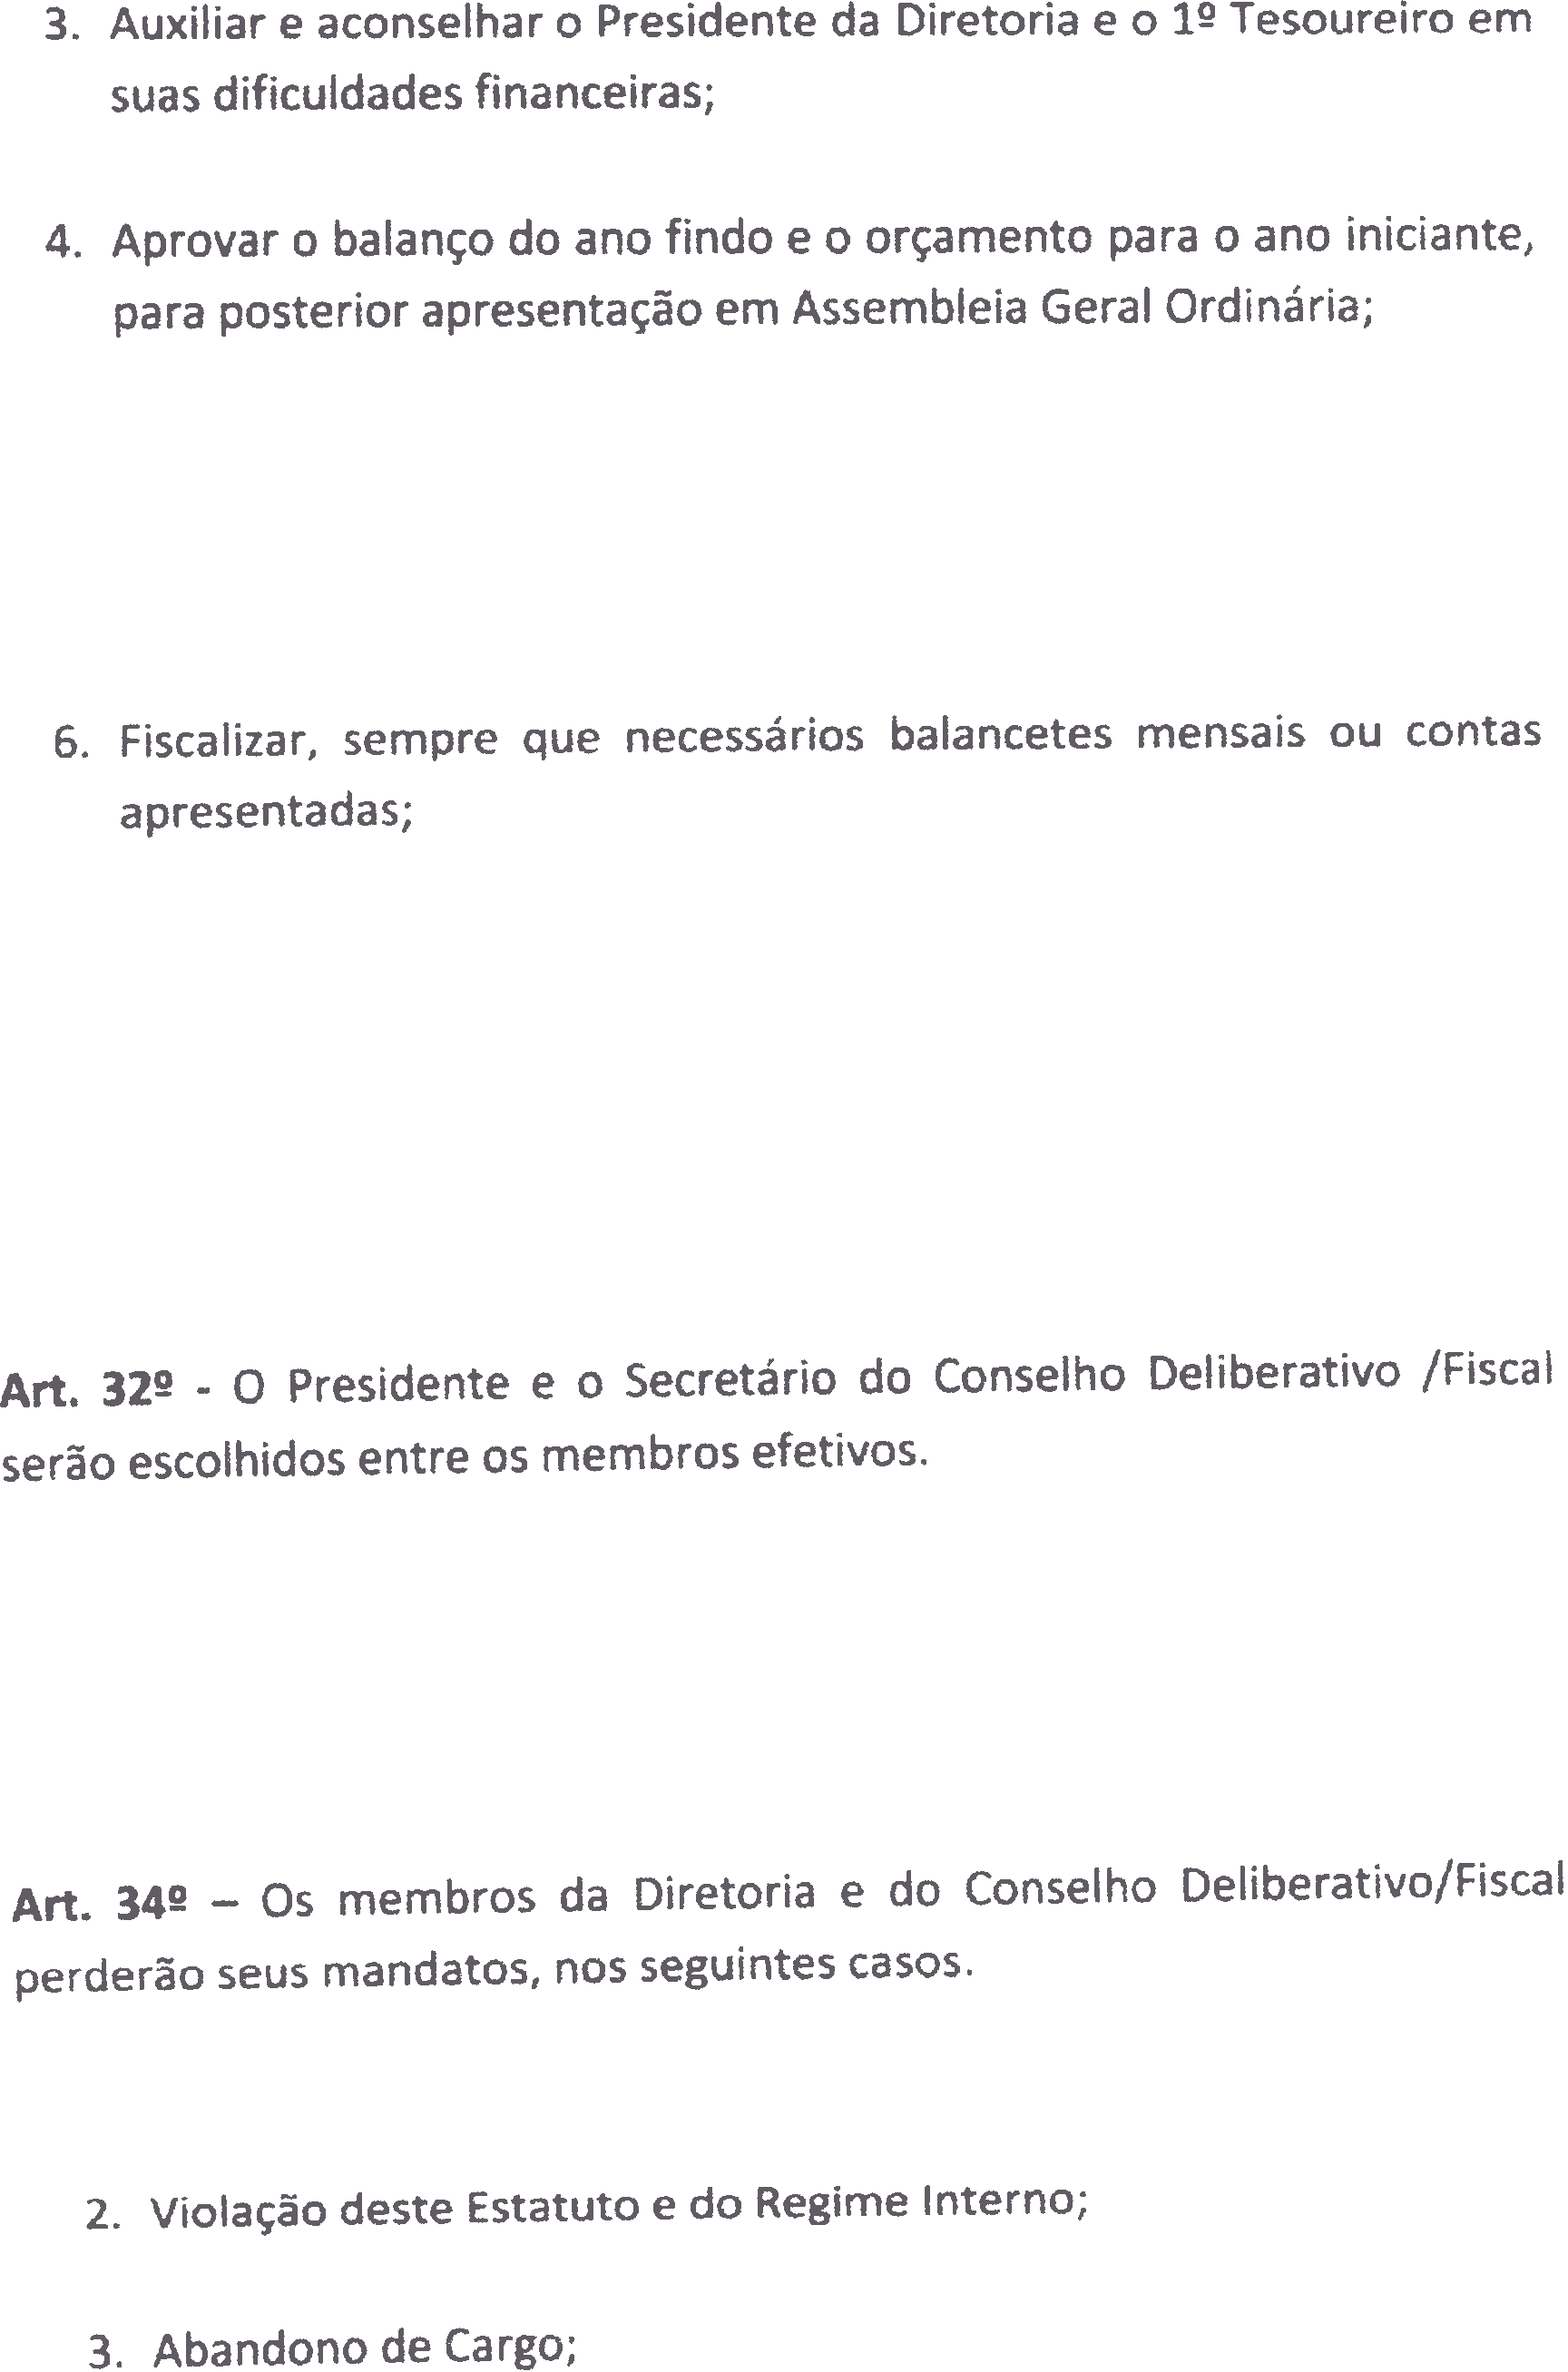 3. Auxiliar e aconselhar o Presidente da Diretoria e o 1º Tesoureiro em
suas dificuldades financeiras;
4. Aprovar o balanço do ano findo e o orçamento para o ano iniciante,
para posterior apresentação em Assembleia Geral Ordinária;
6. Fiscalizar, sempre que necessários balancetes mensais ou contas
apresentadas;
Art. 32º - O Presidente e o Secretário do Conselho Deliberativo /Fiscal
serão escolhidos entre os membros efetivos.
Art. 34º – Os membros da Diretoria e do Conselho Deliberativo/Fiscal
perderão seus mandatos, nos seguintes casos.
2. Violação deste Estatuto e do Regime Interno;
3. Abandono de Cargo;